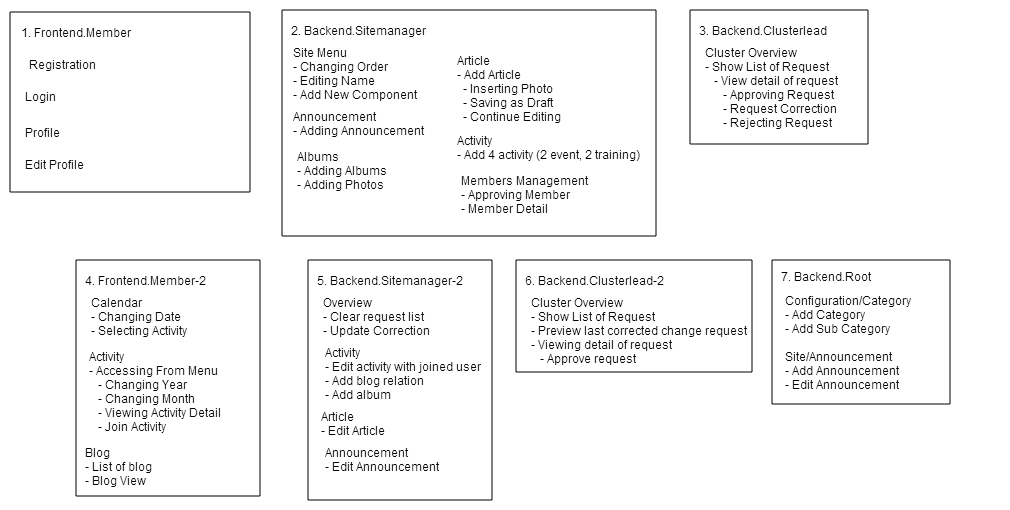 1. Frontend.Member
Registration
Login
Profile
Edit Profile
2. Backend.Sitemanager
Site Menu
- Changing Order
- Editing Name
- Add New Component
Announcement
- Adding Announcement
Albums
- Adding Albums
- Adding Photos
Article
- Add Article
- Inserting Photo
- Saving as Draft
- Continue Editing
Activity
- Add 4 activity (2 event, 2 training)
Members Management
- Approving Member
- Member Detail
3. Backend.Clusterlead
Cluster Overview
- Show List of Request
- View detail of request
- Approving Request
- Request Correction
- Rejecting Request
4. Frontend.Member-2
Calendar
- Changing Date
- Selecting Activity
Activity
- Accessing From Menu
- Changing Year
- Changing Month
- Viewing Activity Detail
- Join Activity
Blog
- List of blog
- Blog View
5. Backend.Sitemanager-2
Overview
- Clear request list
- Update Correction
Activity
- Edit activity with joined user
- Add blog relation
- Add album
Article
- Edit Article
Announcement
- Edit Announcement
6. Backend.Clusterlead-2
Cluster Overview
- Show List of Request
- Preview last corrected change request
- Viewing detail of request
- Approve request
7. Backend.Root
Configuration/Category
- Add Category
- Add Sub Category
Site/Announcement
- Add Announcement
- Edit Announcement